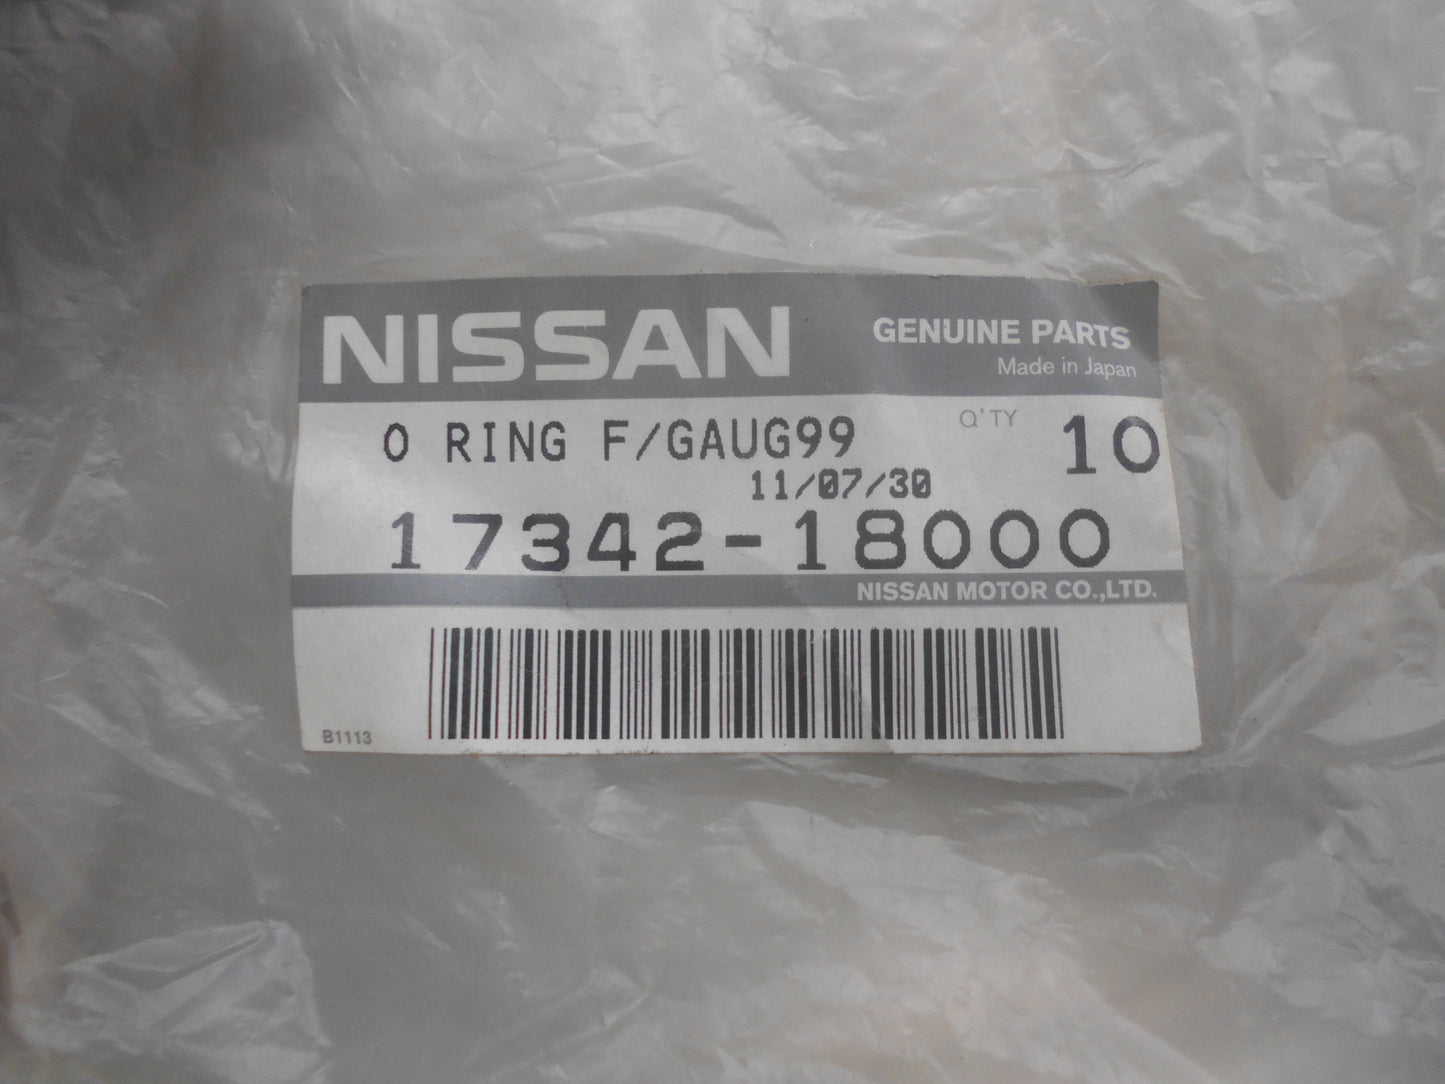 NISSAN
GENUINE PARTS
Made in Japan
O RING F/GAUG99
Q'TY 10
11/07/30
17342-18000
NISSAN MOTOR CO.,LTD.
B1113